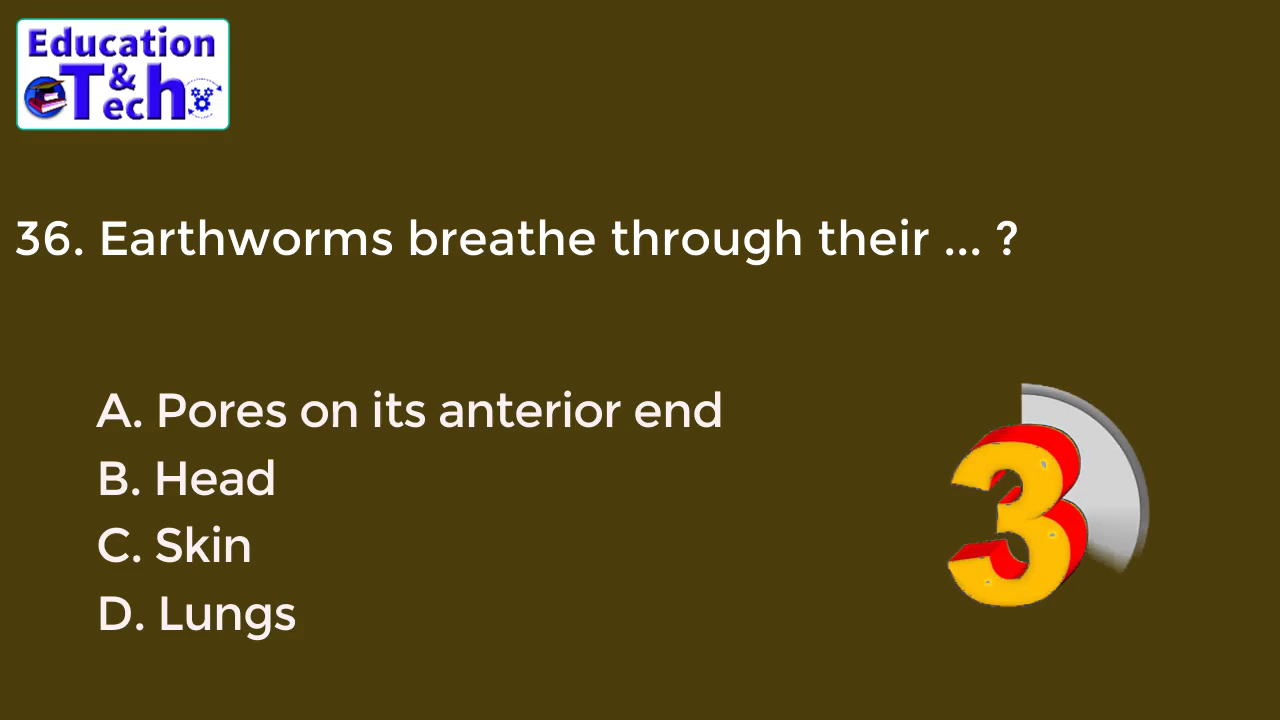 Education
&
Tech
36. Earthworms breathe through their ... ?
A. Pores on its anterior end
B. Head
C. Skin
D. Lungs
3